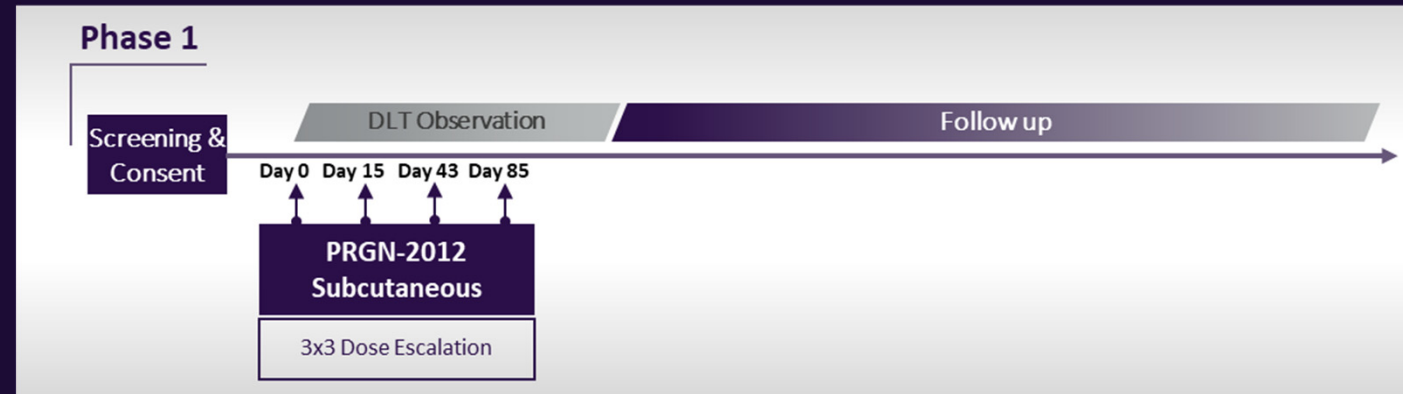 Phase 1
Screening &
Consent
DLT Observation
Follow up
Day 0 Day 15 Day 43 Day 85
PRGN-2012
Subcutaneous
3x3 Dose Escalation